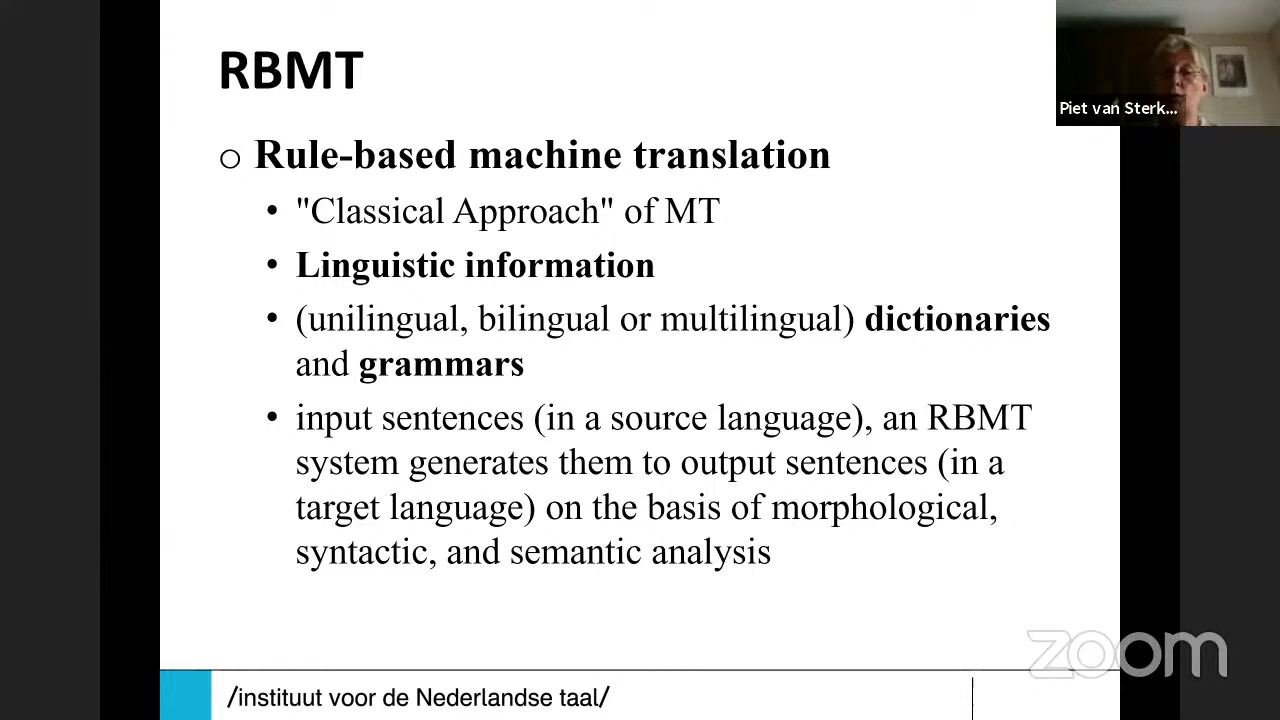 RBMT
Piet van Sterk...
o Rule-based machine translation
• "Classical Approach" of MT
• Linguistic information
• (unilingual, bilingual or multilingual) dictionaries
and grammars
• input sentences (in a source language), an RBMT
system generates them to output sentences (in a
target language) on the basis of morphological,
syntactic, and semantic analysis
zoom
/instituut voor de Nederlandse taal/